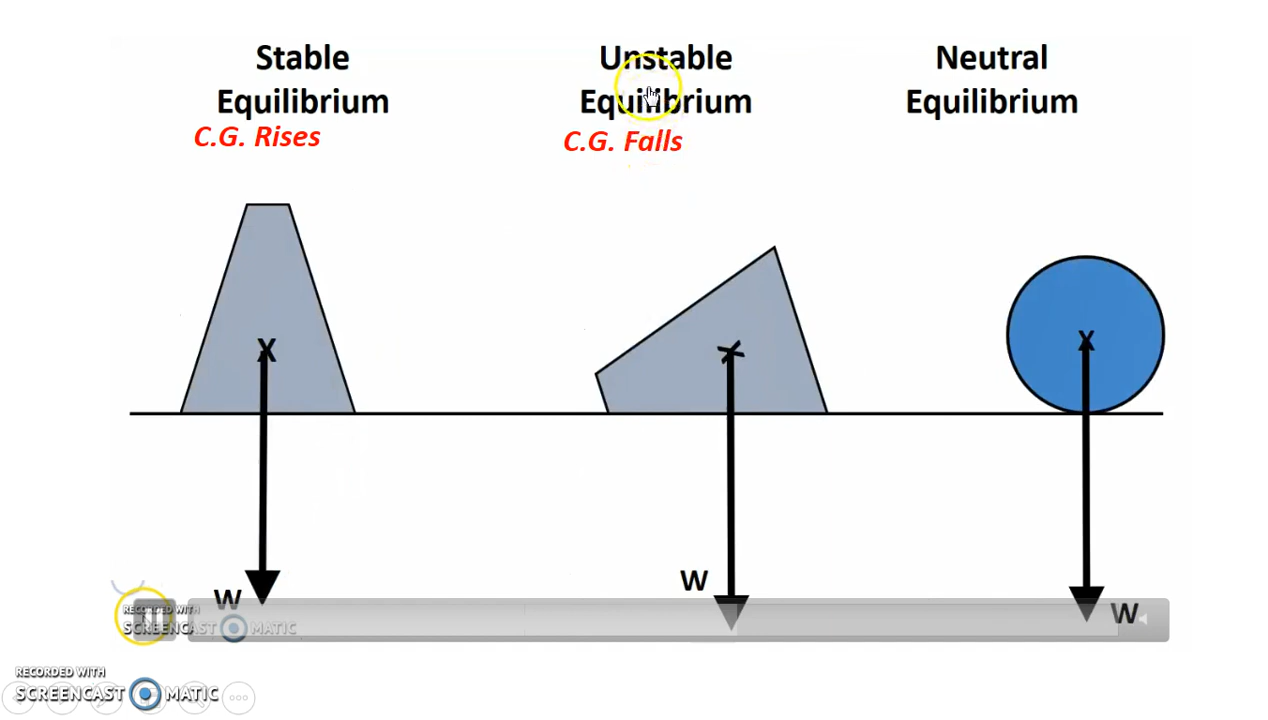 Stable
Equilibrium
C.G. Rises
Unstable
Equilibrium
C.G. Falls
Neutral
Equilibrium
X
X
X
W
W
W
RECORDED WITH
SCREENCAST MATIC
RECORDED WITH
SCREENCAST MATIC